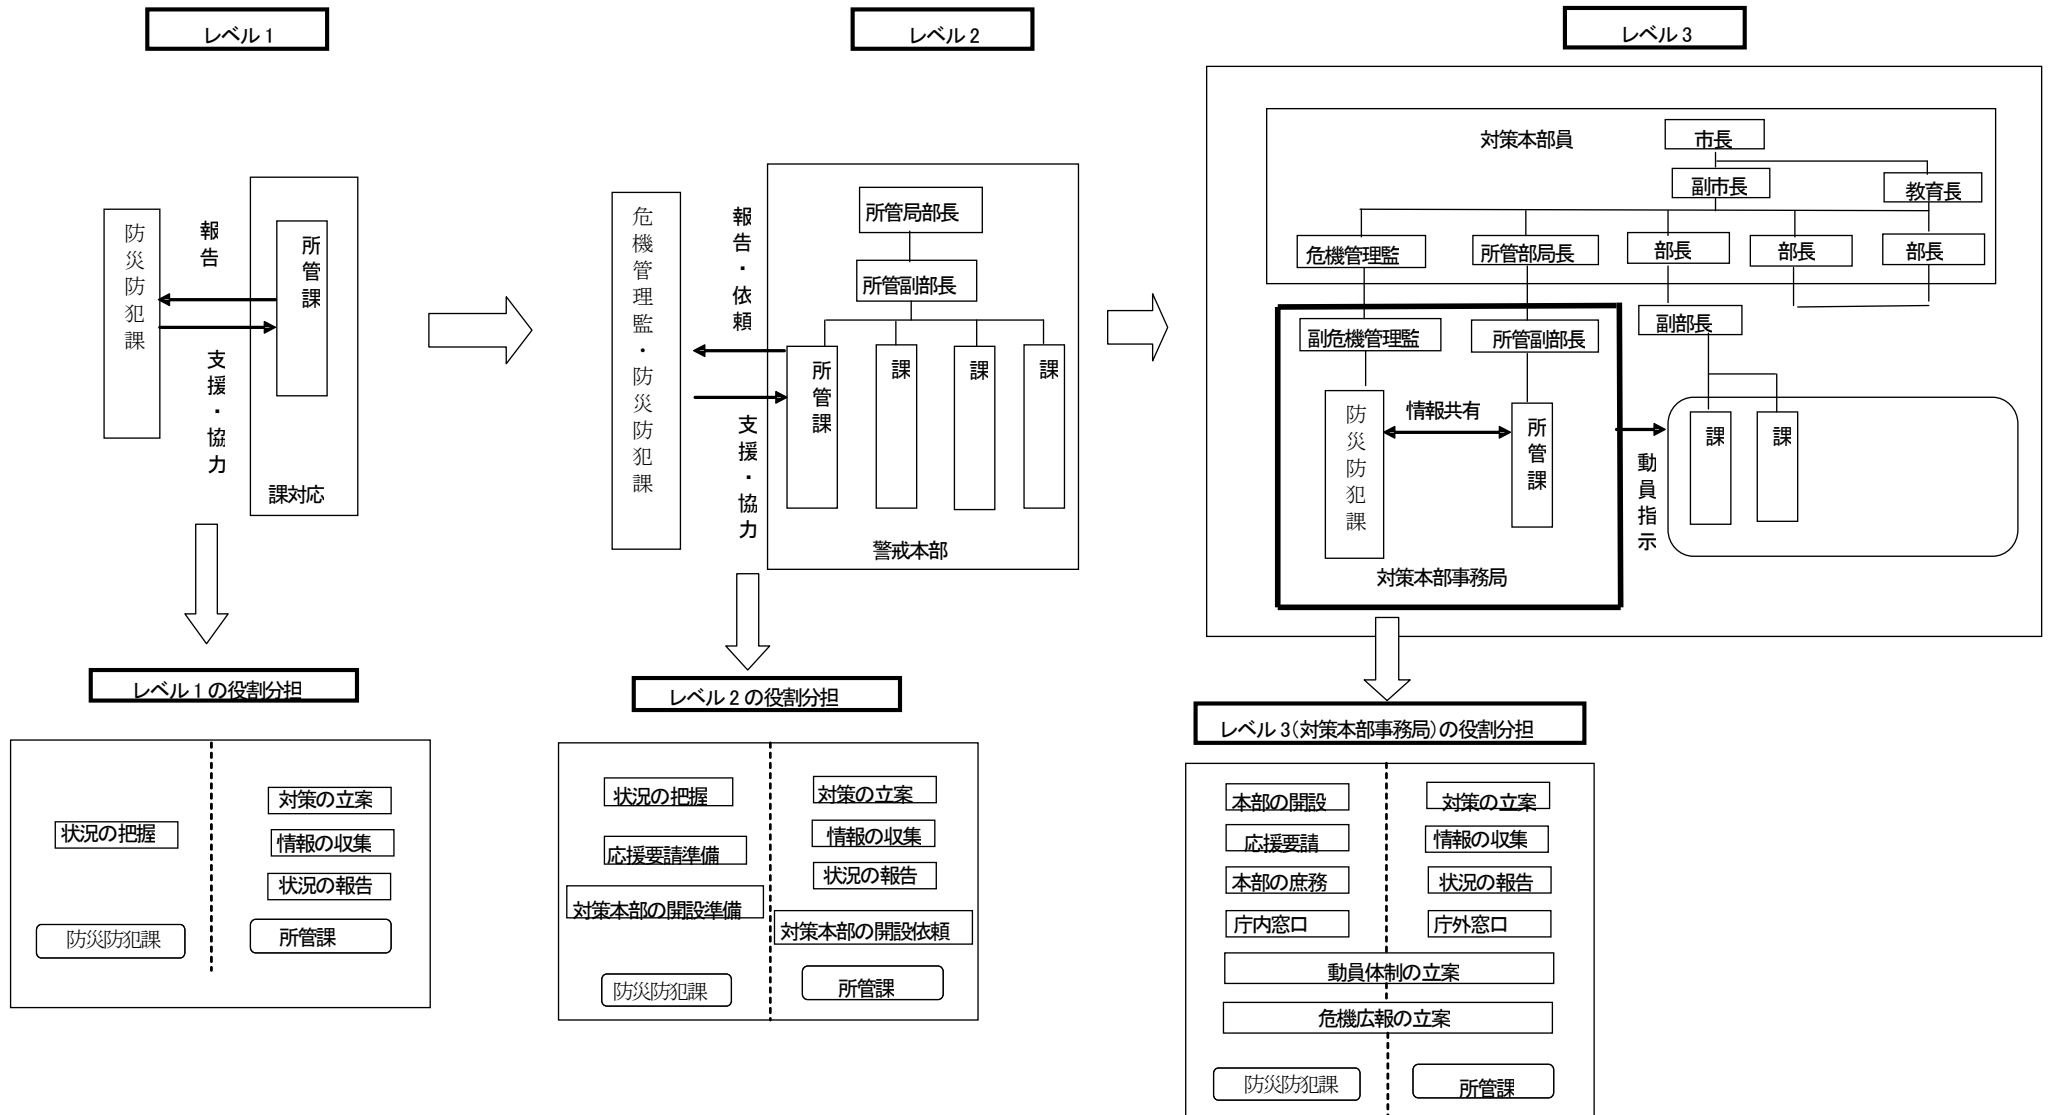 レベル1
防災防犯課
報告
支援・協力
所管課
課対応
レベル1の役割分担
状況の把握
対策の立案
情報の収集
状況の報告
防災防犯課
所管課
レベル2
危機管理監・防災防犯課
報告・依頼
支援・協力
所管局部長
所管副部長
所管課
課
課
課
警戒本部
レベル2の役割分担
状況の把握
応援要請準備
対策本部の開設準備
対策の立案
情報の収集
状況の報告
対策本部の開設依頼
防災防犯課
所管課
レベル3
対策本部員
市長
副市長
教育長
危機管理監
所管部局長
部長
部長
部長
副危機管理監
所管副部長
副部長
防災防犯課
情報共有
所管課
対策本部事務局
動員指示
課
課
レベル3(対策本部事務局)の役割分担
本部の開設
応援要請
本部の庶務
庁内窓口
対策の立案
情報の収集
状況の報告
庁外窓口
動員体制の立案
危機広報の立案
防災防犯課
所管課